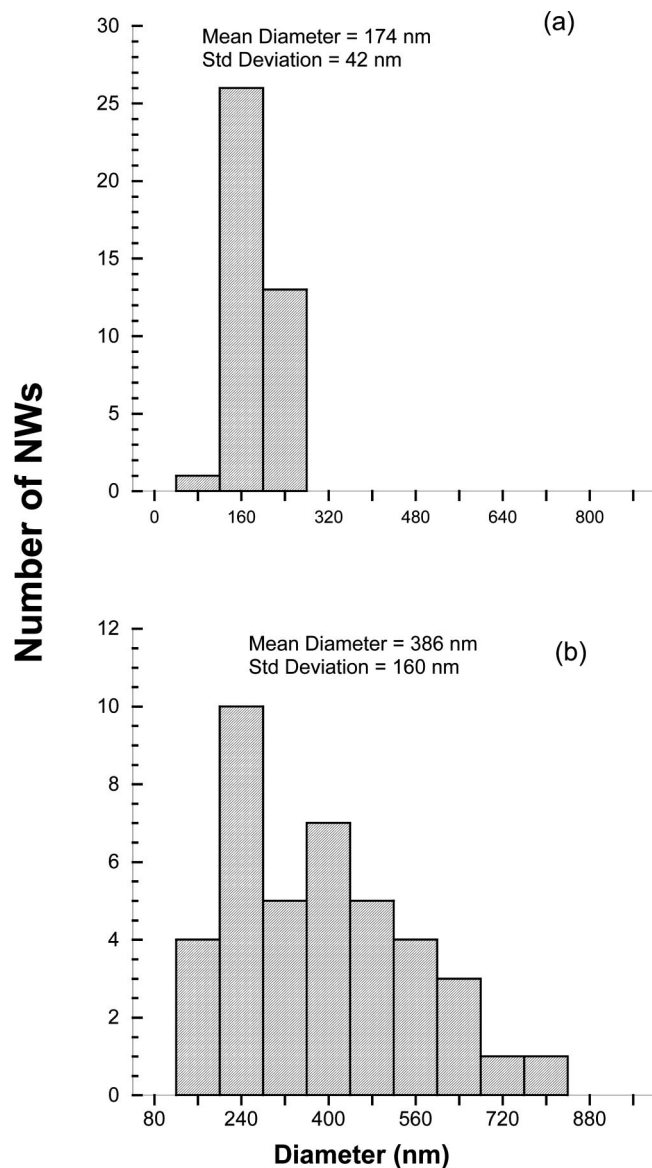 (a)
Mean Diameter = 174 nm
Std Deviation = 42 nm
30
25
20
15
10
5
0
0 160 320 480 640 800
Number of NWs
Mean Diameter = 386 nm
Std Deviation = 160 nm
(b)
12
10
8
6
4
2
0
80 240 400 560 720 880
Diameter (nm)